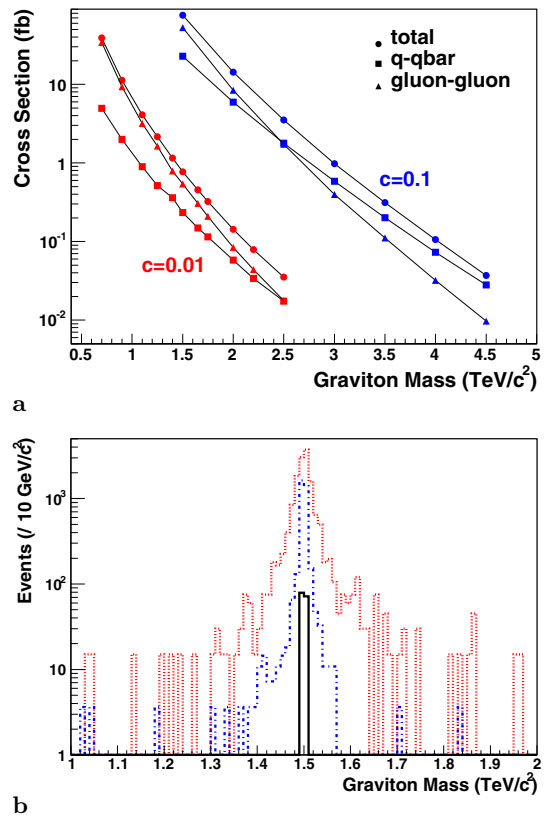 Cross Section (fb)
10
1
10⁻¹
10⁻²
total
q-qbar
gluon-gluon
c=0.1
c=0.01
0.5 1 1.5 2 2.5 3 3.5 4 4.5 5
Graviton Mass (TeV/c²)
a
Events (/ 10 GeV/c²)
10³
10²
10
1
1 1.1 1.2 1.3 1.4 1.5 1.6 1.7 1.8 1.9 2
Graviton Mass (TeV/c²)
b